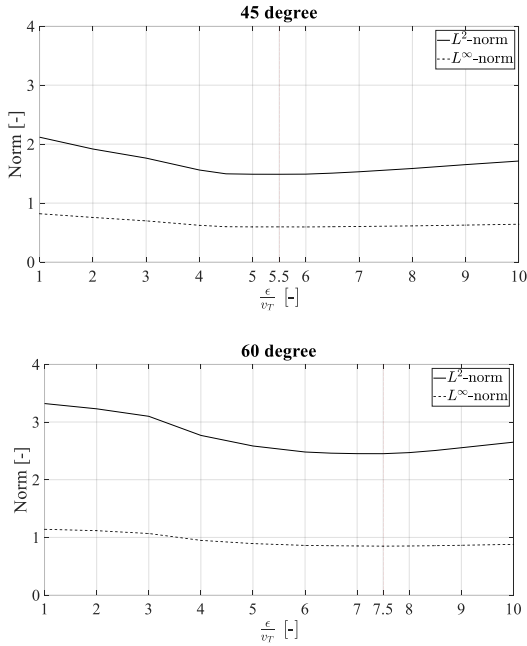 45 degree
4
3
2
1
0
Norm [-]
L²-norm
L∞-norm
1 2 3 4 5 5.5 6 7 8 9 10
ϵ/v_T [-]
60 degree
4
3
2
1
0
Norm [-]
L²-norm
L∞-norm
1 2 3 4 5 6 7 7.5 8 9 10
ϵ/v_T [-]